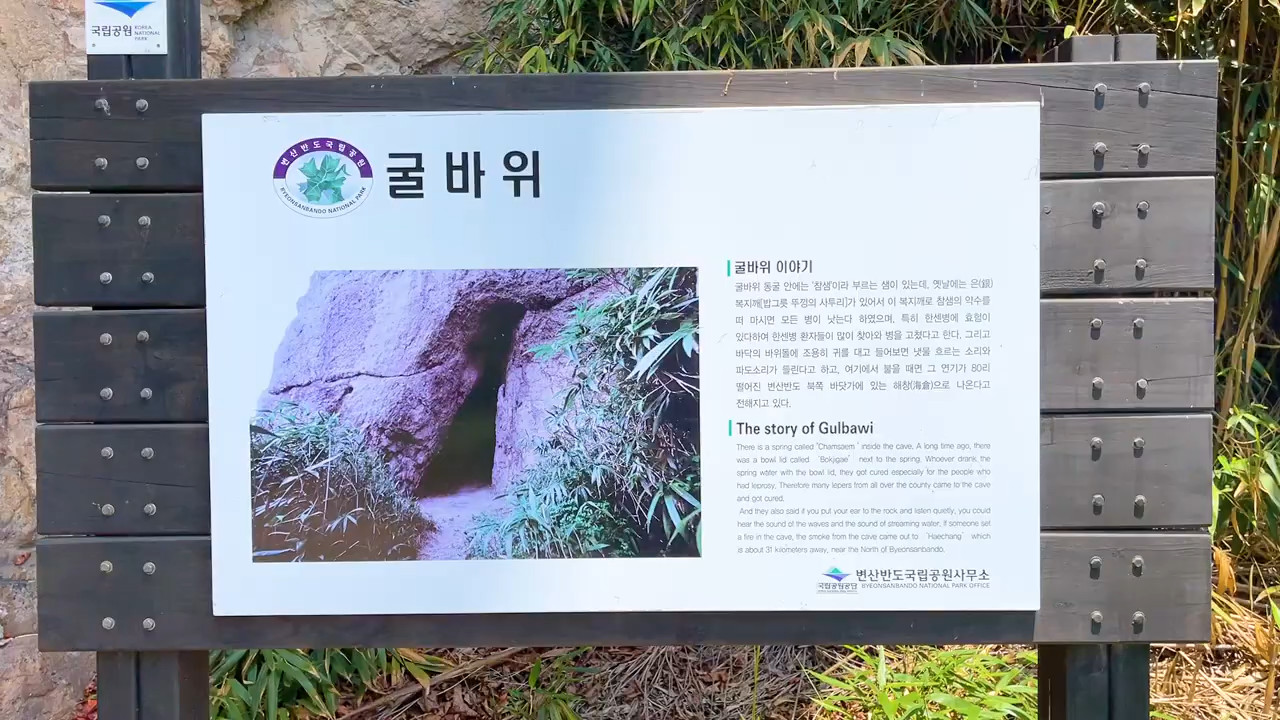 국립공원 KOREA NATIONAL PARK
변산반도국립공원
BYEONSANBANDO NATIONAL PARK
굴바위
굴바위 이야기
굴바위 동굴 안에는 '참샘'이라 부르는 샘이 있는데, 옛날에는 은(銀)
복지깨[밥그릇 뚜껑의 사투리]가 있어서 이 복지깨로 참샘의 약수를
떠 마시면 모든 병이 낫는다 하였으며, 특히 한센병에 효험이
있다하여 한센병 환자들이 많이 찾아와 병을 고쳤다고 한다. 그리고
바닥의 바위돌에 조용히 귀를 대고 들어보면 냇물 흐르는 소리와
파도소리가 들린다고 하고, 여기에서 불을 때면 그 연기가 80리
떨어진 변산반도 북쪽 바닷가에 있는 해창(海倉)으로 나온다고
전해지고 있다.
The story of Gulbawi
There is a spring called 'Chamsaem' inside the cave. A long time ago, there
was a bowl lid called 'Bokjigae' next to the spring. Whoever drank the
spring water with the bowl lid, they got cured especially for the people who
had leprosy. Therefore many lepers from all over the county came to the cave
and got cured.
And they also said if you put your ear to the rock and listen quietly, you could
hear the sound of the waves and the sound of streaming water. If someone set
a fire in the cave, the smoke from the cave came out to 'Haechang' which
is about 31 kilometers away, near the North of Byeonsanbando.
국립공원공단 변산반도국립공원사무소
BYEONSANBANDO NATIONAL PARK OFFICE